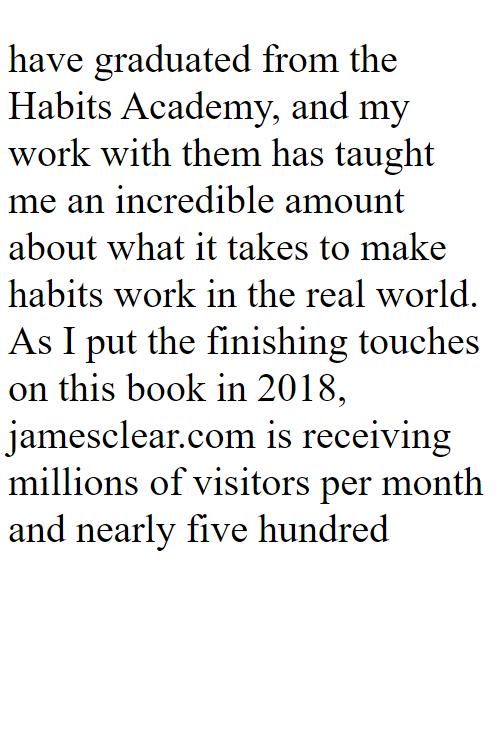 have graduated from the
Habits Academy, and my
work with them has taught
me an incredible amount
about what it takes to make
habits work in the real world.
As I put the finishing touches
on this book in 2018,
jamesclear.com is receiving
millions of visitors per month
and nearly five hundred